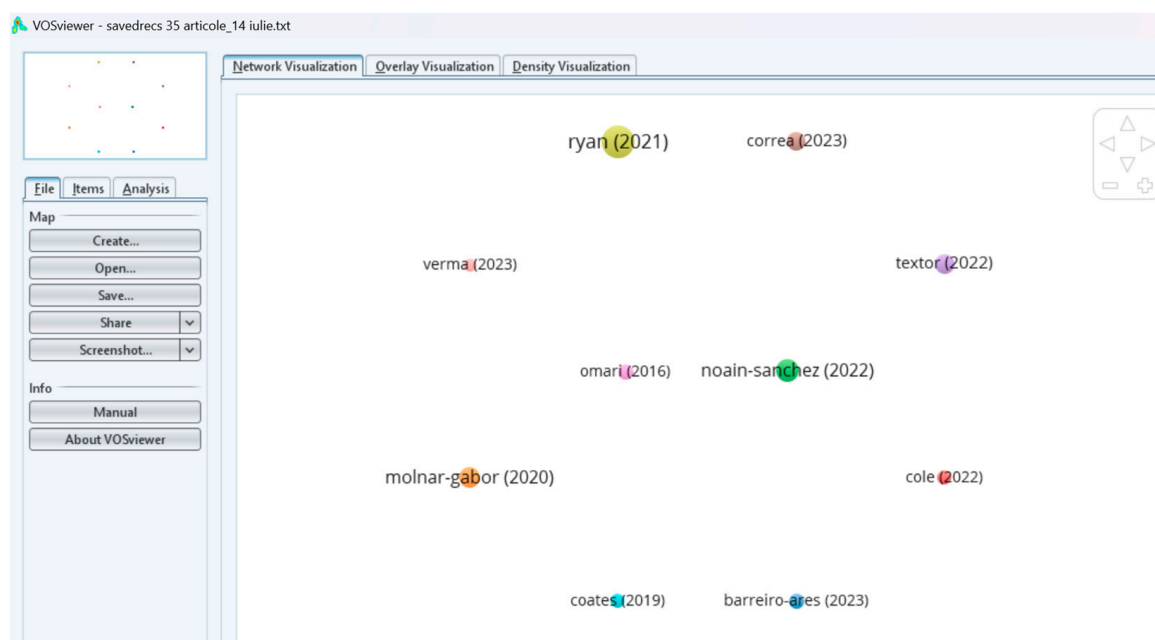 VOSviewer - savedrecs 35 articole_14 iulie.txt
Network Visualization Overlay Visualization Density Visualization
File Items Analysis
Map
Create...
Open...
Save...
Share
Screenshot...
Info
Manual
About VOSviewer
ryan (2021) correa (2023)
verma (2023) textor (2022)
omari (2016) noain-sanchez (2022)
molnar-gabor (2020) cole (2022)
coates (2019) barreiro-ares (2023)